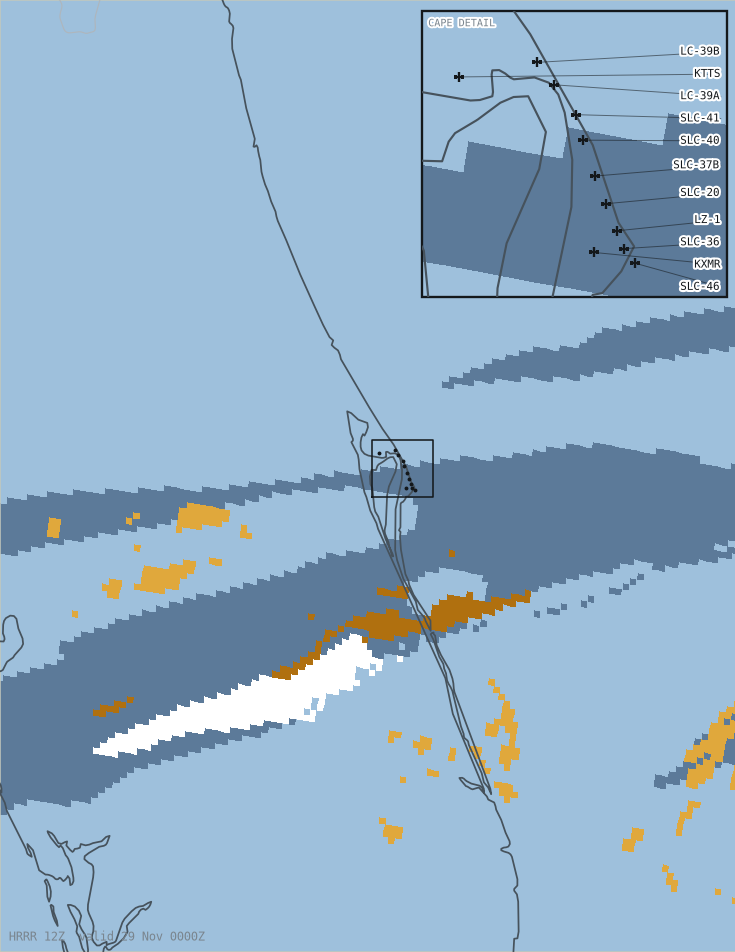 CAPE DETAIL
LC-39B
KTTS
LC-39A
SLC-41
SLC-40
SLC-37B
SLC-20
LZ-1
SLC-36
KXMR
SLC-46
HRRR 12Z  valid 29 Nov 0000Z